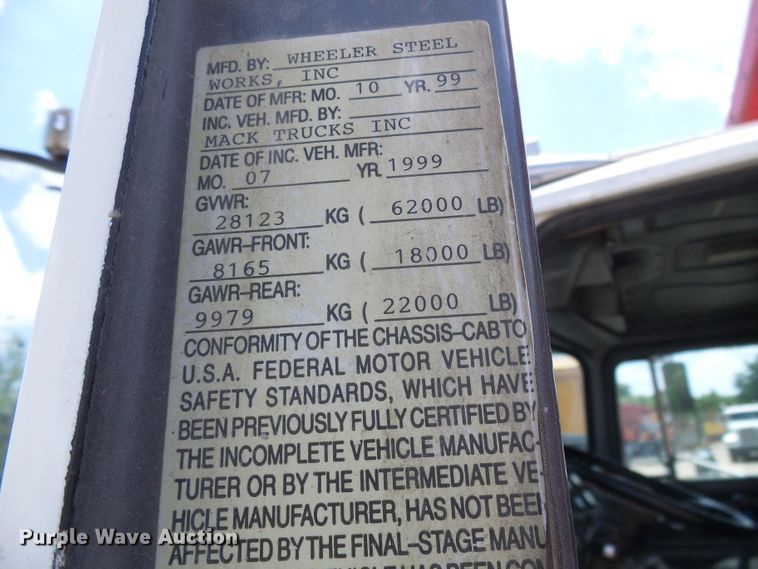 MFD. BY: WHEELER STEEL
WORKS, INC
DATE OF MFR: MO. 10 YR. 99
INC. VEH. MFD. BY:
MACK TRUCKS INC
DATE OF INC. VEH. MFR:
MO. 07 YR. 1999
GVWR:
28123 KG ( 62000 LB)
GAWR-FRONT:
8165 KG ( 18000 LB)
GAWR-REAR:
9979 KG ( 22000 LB)
CONFORMITY OF THE CHASSIS-CAB TO
U.S.A. FEDERAL MOTOR VEHICLE
SAFETY STANDARDS, WHICH HAVE
BEEN PREVIOUSLY FULLY CERTIFIED BY
THE INCOMPLETE VEHICLE MANUFAC-
TURER OR BY THE INTERMEDIATE VE-
HICLE MANUFACTURER, HAS NOT BEEN
AFFECTED BY THE FINAL-STAGE MANU
Purple Wave Auction